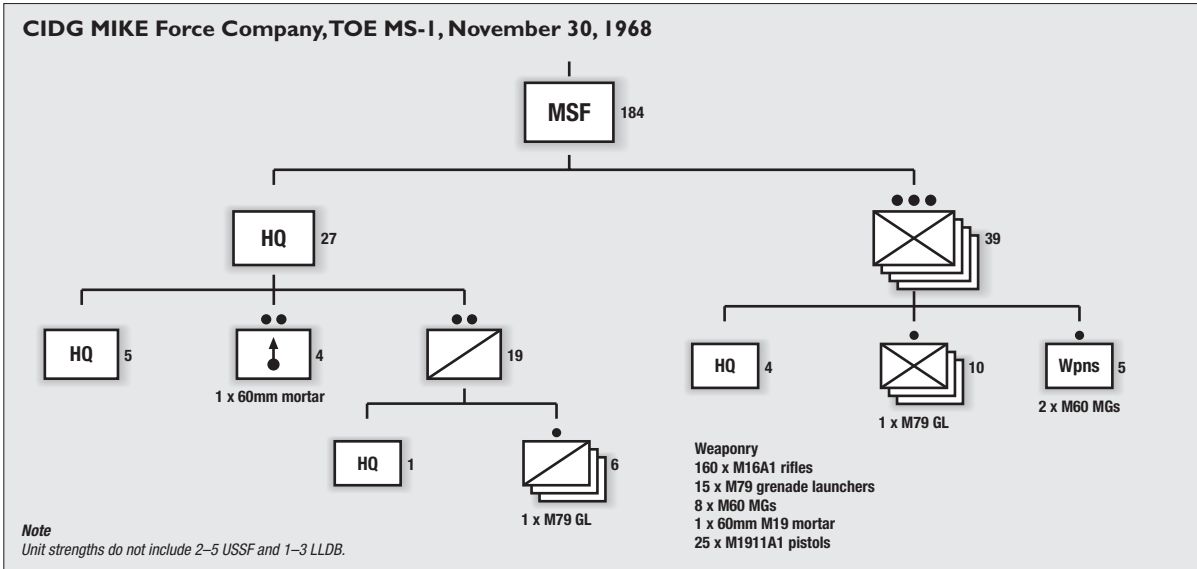 CIDG MIKE Force Company, TOE MS-1, November 30, 1968
MSF 184
HQ 27
39
HQ 5
4
1 x 60mm mortar
19
HQ 4
10
1 x M79 GL
Wpns 5
2 x M60 MGs
HQ 1
6
1 x M79 GL
Weaponry
160 x M16A1 rifles
15 x M79 grenade launchers
8 x M60 MGs
1 x 60mm M19 mortar
25 x M1911A1 pistols
Note
Unit strengths do not include 2–5 USSF and 1–3 LLDB.